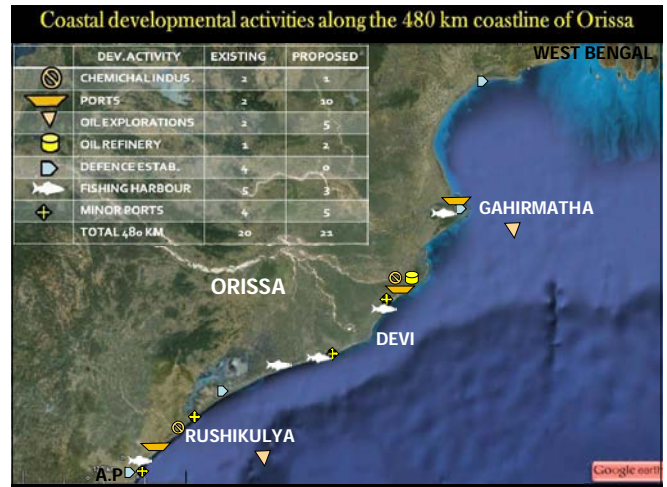 Coastal developmental activities along the 480 km coastline of Orissa
DEV.ACTIVITY EXISTING PROPOSED
CHEMICHAL INDUS. 2 1
PORTS 2 10
OIL EXPLORATIONS 2 5
OIL REFINERY 1 2
DEFENCE ESTAB. 4 0
FISHING HARBOUR 5 3
MINOR PORTS 4 5
TOTAL 480 KM 20 21
WEST BENGAL
GAHIRMATHA
ORISSA
DEVI
RUSHIKULYA
A.P
Google earth